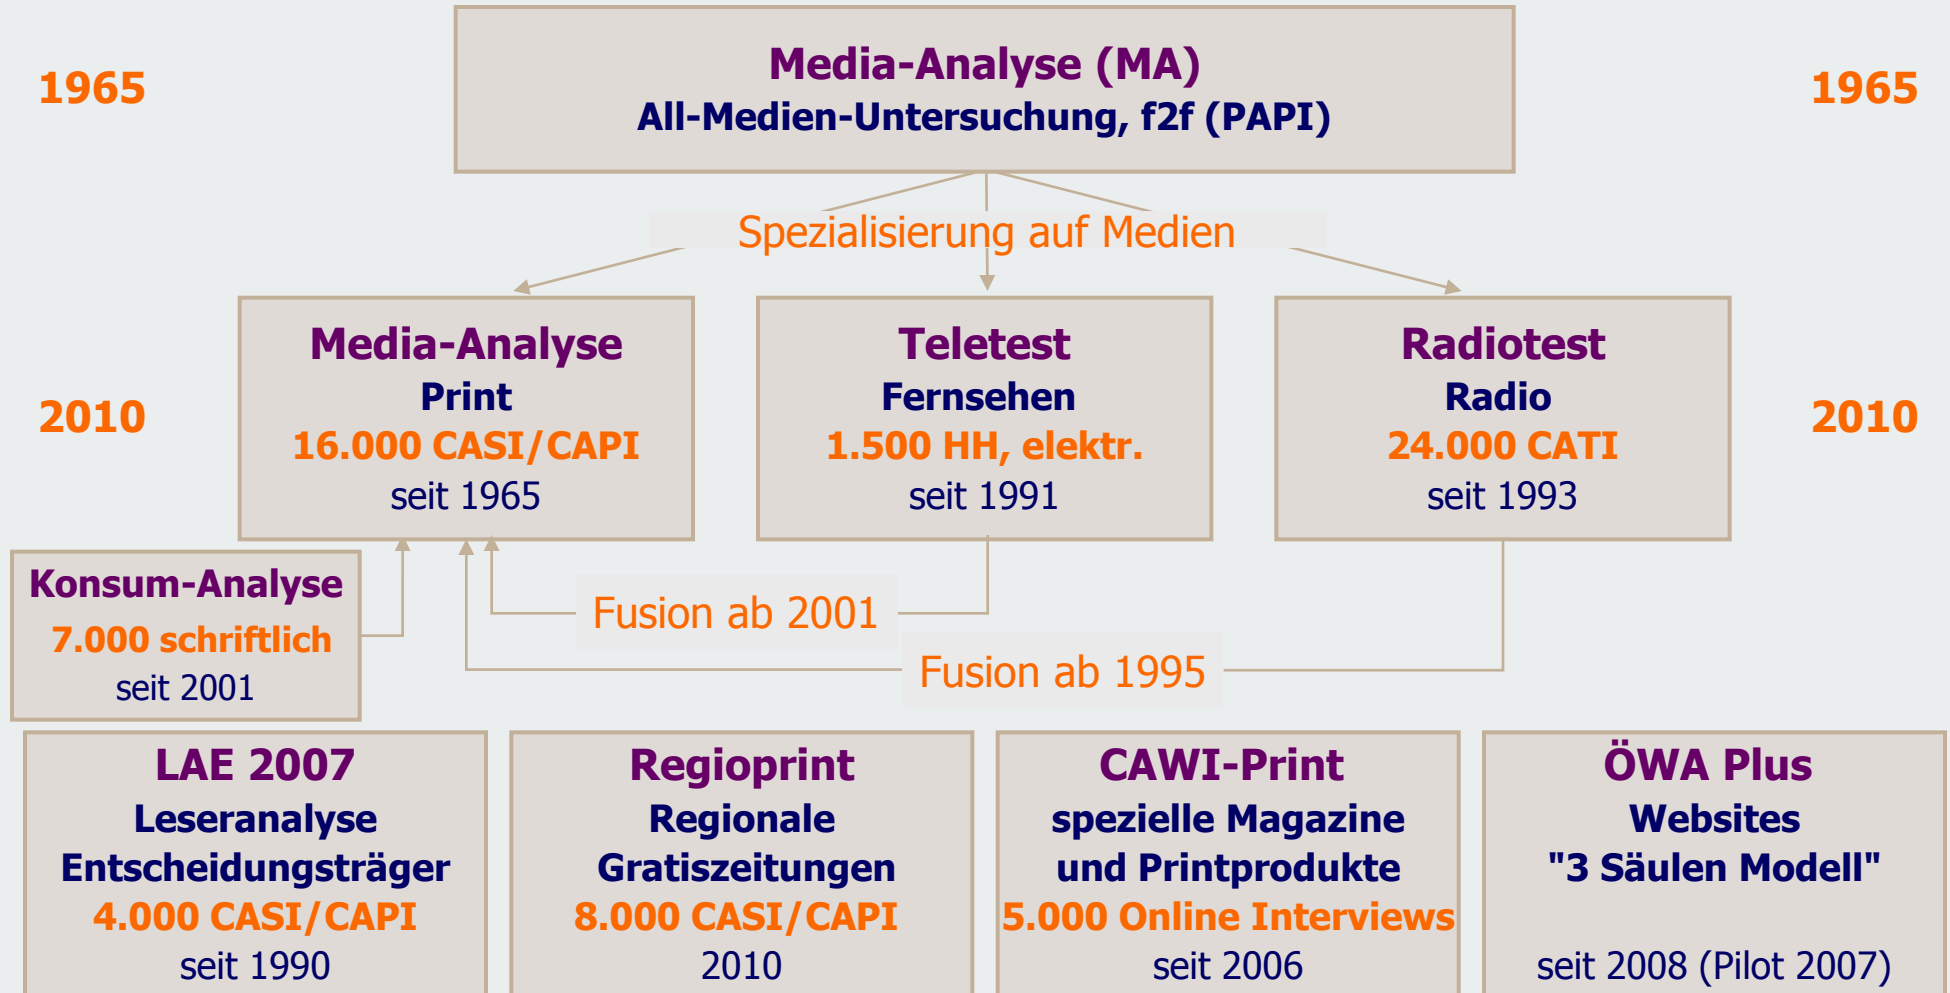 Media-Analyse (MA)
All-Medien-Untersuchung, f2f (PAPI)
1965
1965
Spezialisierung auf Medien
Media-Analyse
Print
16.000 CASI/CAPI
seit 1965
Teletest
Fernsehen
1.500 HH, elektr.
seit 1991
Radiotest
Radio
24.000 CATI
seit 1993
2010
2010
Konsum-Analyse
7.000 schriftlich
seit 2001
Fusion ab 2001
Fusion ab 1995
LAE 2007
Leseranalyse
Entscheidungsträger
4.000 CASI/CAPI
seit 1990
Regioprint
Regionale
Gratiszeitungen
8.000 CASI/CAPI
2010
CAWI-Print
spezielle Magazine
und Printprodukte
5.000 Online Interviews
seit 2006
ÖWA Plus
Websites
"3 Säulen Modell"
seit 2008 (Pilot 2007)